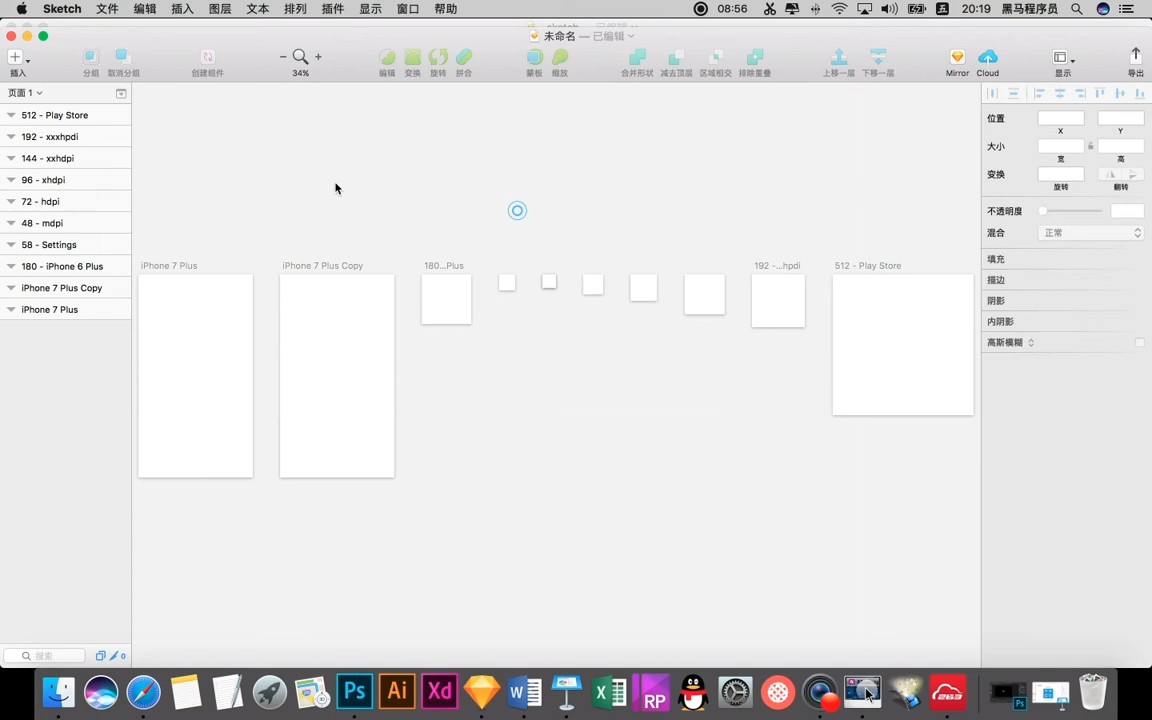 Sketch 文件 编辑 插入 图层 文本 排列 插件 显示 窗口 帮助 08:56 五 20:19 黑马程序员
未命名 — 已编辑
插入 分组 取消分组 创建组件 34% 编辑 变换 旋转 拼合 蒙板 缩放 合并形状 减去顶层 区域相交 排除重叠 上移一层 下移一层 Mirror Cloud 显示 导出
页面 1
512 - Play Store
192 - xxxhpdi
144 - xxhdpi
96 - xhdpi
72 - hdpi
48 - mdpi
58 - Settings
180 - iPhone 6 Plus
iPhone 7 Plus Copy
iPhone 7 Plus
搜索
0
iPhone 7 Plus
iPhone 7 Plus Copy
180...Plus
192 -...hpdi
512 - Play Store
位置
X Y
大小
宽 高
变换
旋转 翻转
不透明度
混合 正常
填充
描边
阴影
内阴影
高斯模糊
Ps Ai Xd W X RP 263 Ps